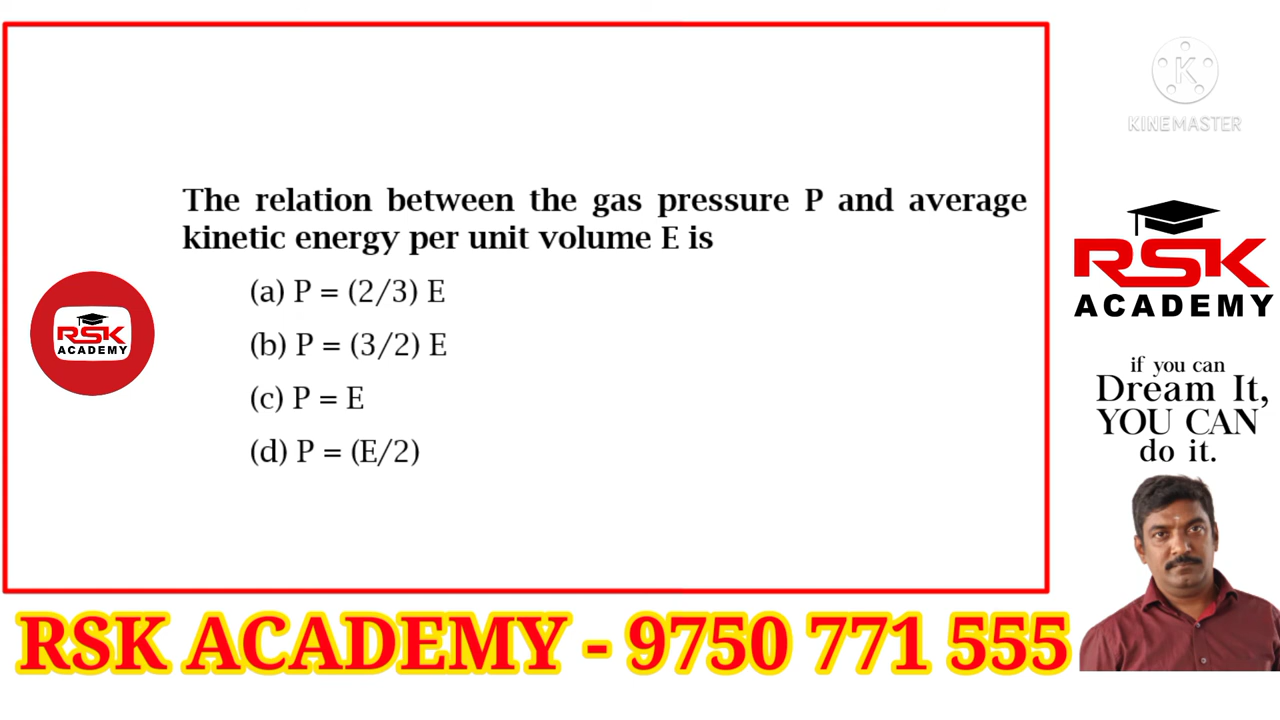 The relation between the gas pressure P and average
kinetic energy per unit volume E is
(a) P = (2/3) E
(b) P = (3/2) E
(c) P = E
(d) P = (E/2)
RSK
ACADEMY
K
KINEMASTER
RSK
ACADEMY
if you can
Dream It,
YOU CAN
do it.
RSK ACADEMY - 9750 771 555